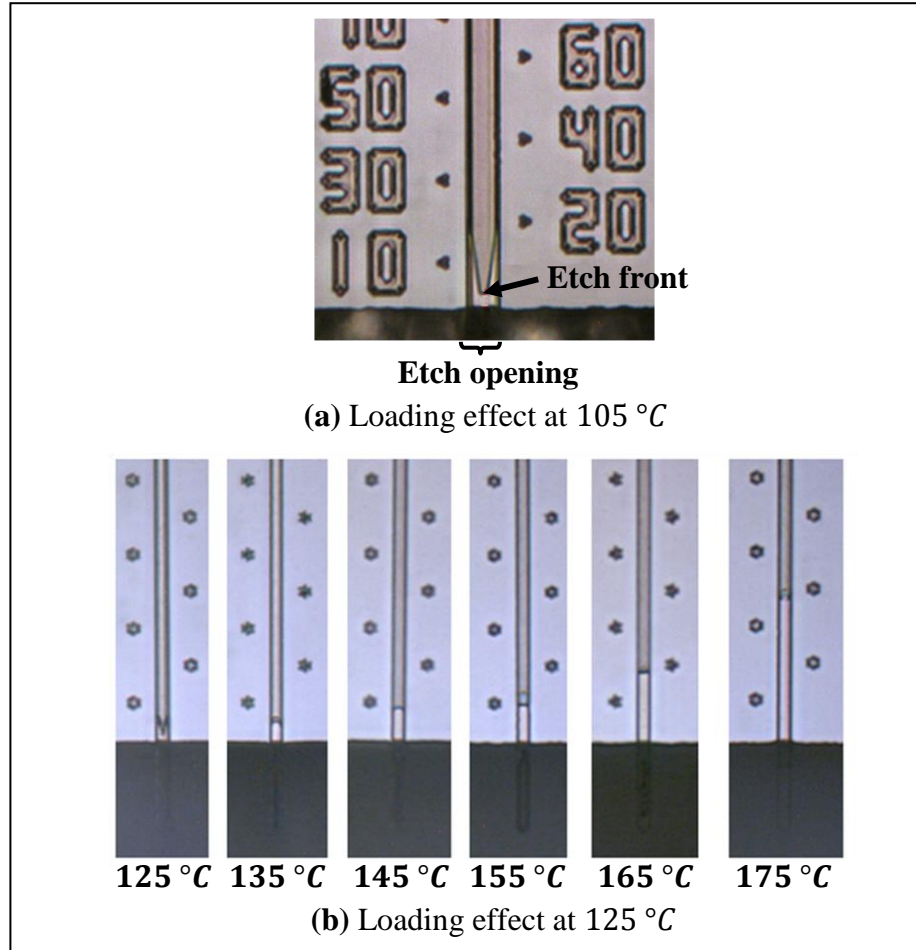 10
50 60
30 40
10 20
Etch front
Etch opening
(a) Loading effect at 105 °C
125 °C 135 °C 145 °C 155 °C 165 °C 175 °C
(b) Loading effect at 125 °C